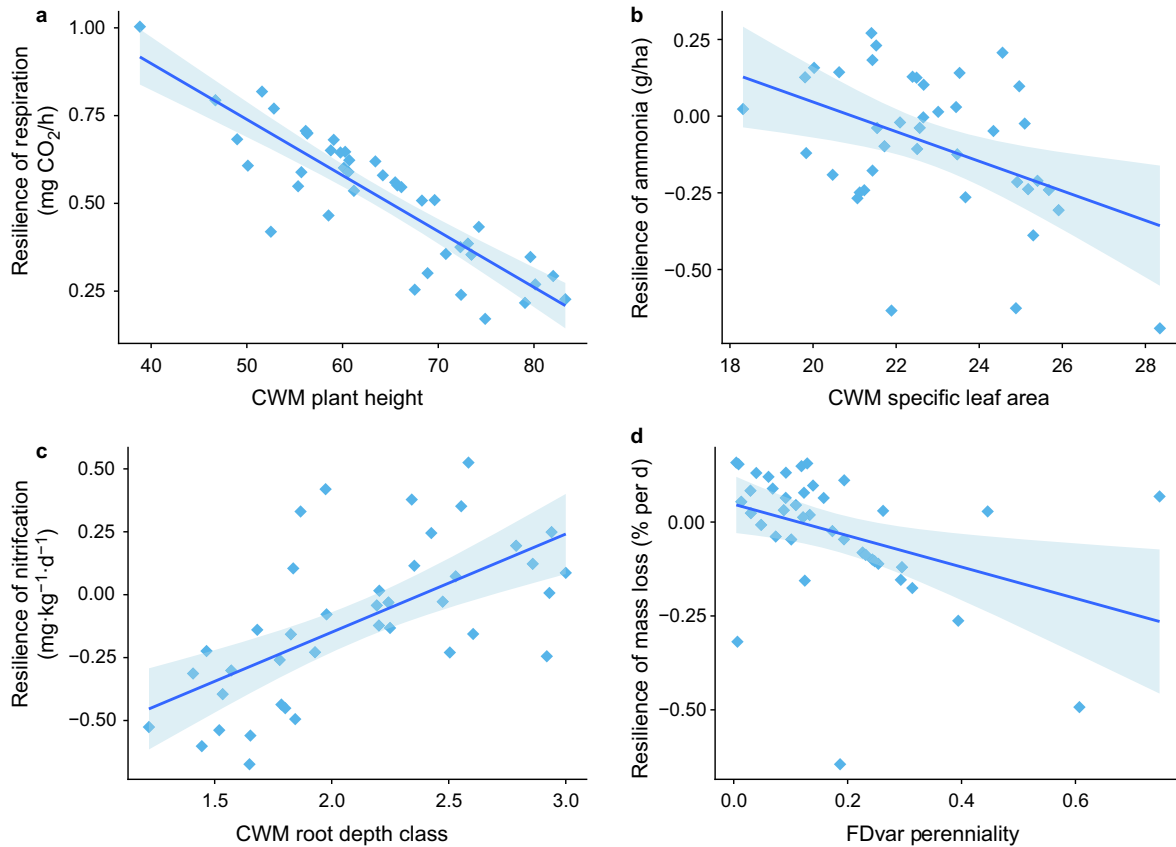 a
1.00
0.75
0.50
0.25
Resilience of respiration
(mg CO₂/h)
40 50 60 70 80
CWM plant height
b
0.25
0.00
−0.25
−0.50
Resilience of ammonia (g/ha)
18 20 22 24 26 28
CWM specific leaf area
c
0.50
0.25
0.00
−0.25
−0.50
Resilience of nitrifcation
(mg·kg⁻¹·d⁻¹)
1.5 2.0 2.5 3.0
CWM root depth class
d
0.00
−0.25
−0.50
Resilience of mass loss (% per d)
0.0 0.2 0.4 0.6
FDvar perenniality